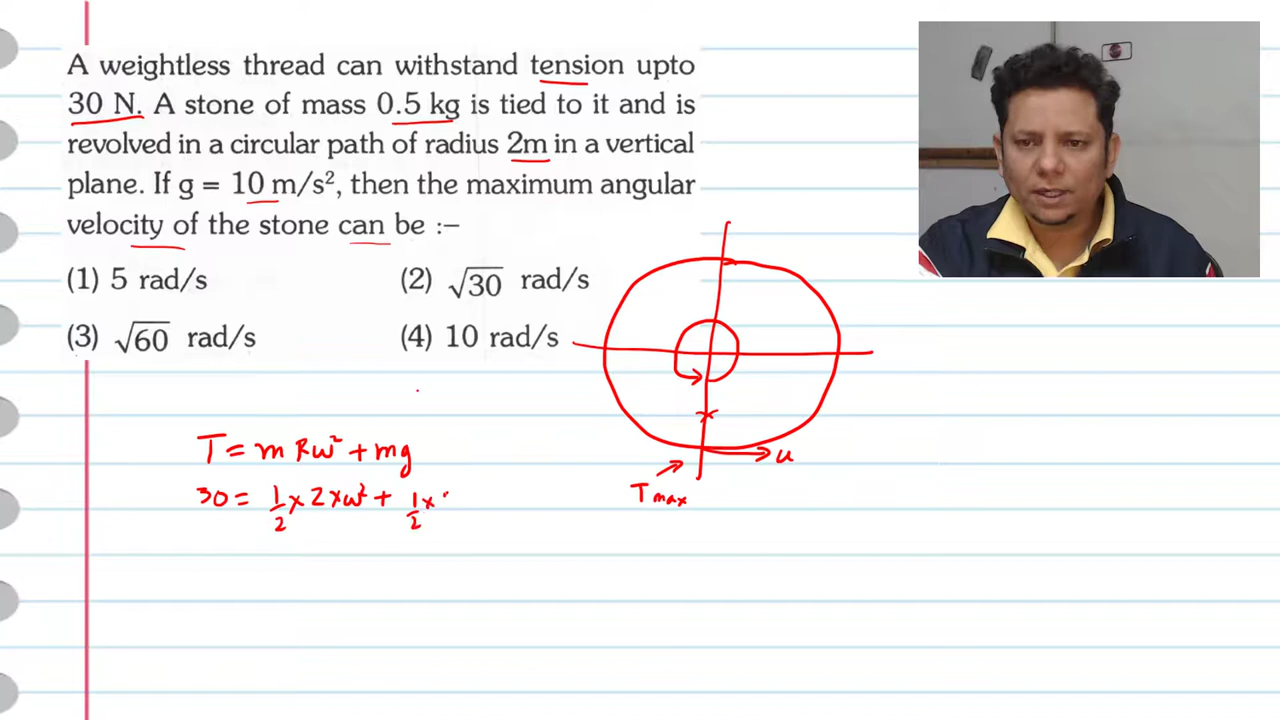 A weightless thread can withstand tension upto
30 N. A stone of mass 0.5 kg is tied to it and is
revolved in a circular path of radius 2m in a vertical
plane. If g = 10 m/s², then the maximum angular
velocity of the stone can be :–
(1) 5 rad/s (2) √30 rad/s
(3) √60 rad/s (4) 10 rad/s
T = mRω² + mg
30 = 1/2 × 2 × ω² + 1/2 ×
u
Tmax